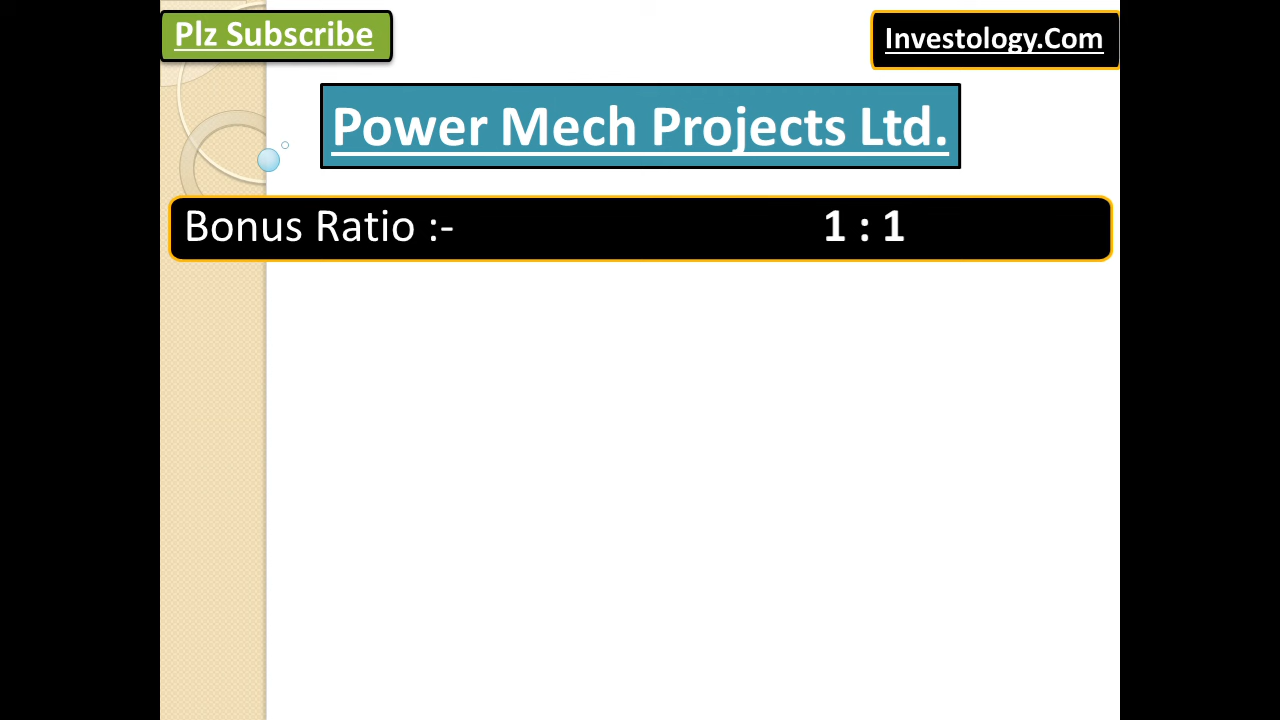 Plz Subscribe
Investology.Com
Power Mech Projects Ltd.
Bonus Ratio :- 1 : 1